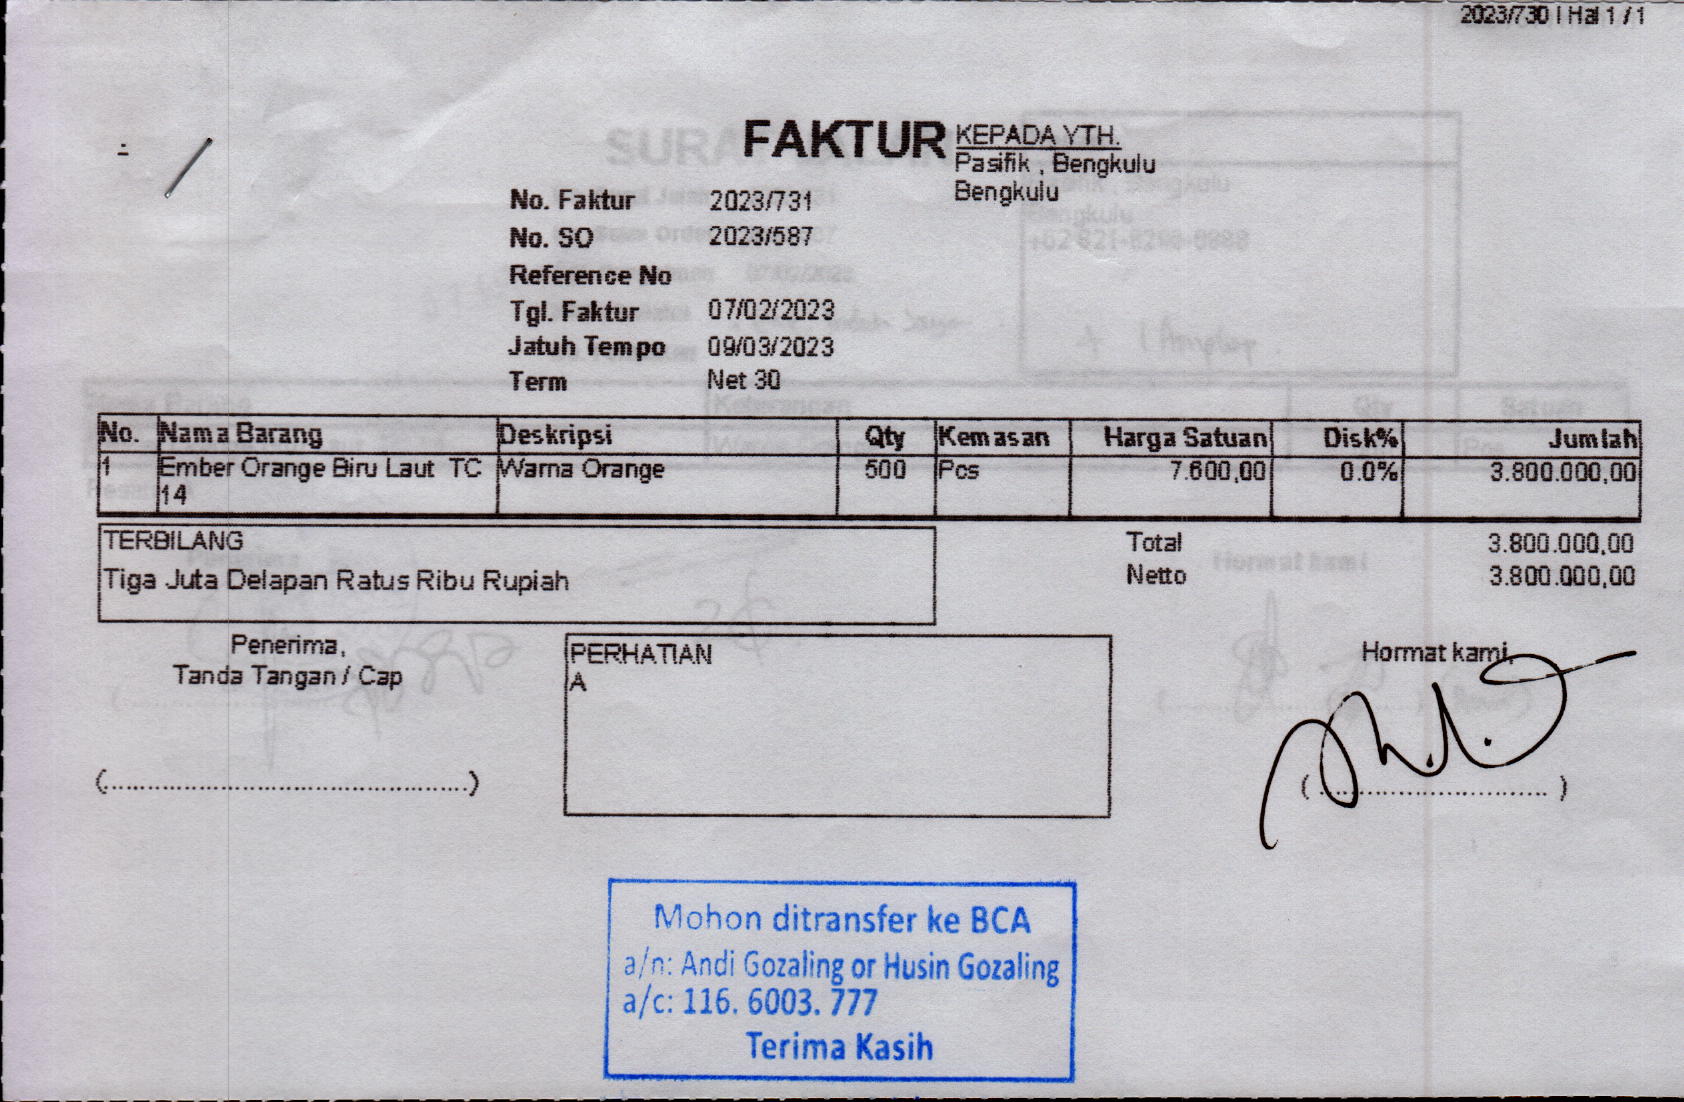 2023/730 | Hal 1 / 1
FAKTUR
KEPADA YTH.
Pasifik , Bengkulu
Bengkulu
No. Faktur 2023/731
No. SO 2023/587
Reference No
Tgl. Faktur 07/02/2023
Jatuh Tempo 09/03/2023
Term Net 30
No. Nama Barang Deskripsi Qty Kemasan Harga Satuan Disk% Jumlah
1 Ember Orange Biru Laut TC Warna Orange 500 Pcs 7.600,00 0.0% 3.800.000,00
14
TERBILANG
Tiga Juta Delapan Ratus Ribu Rupiah
Total 3.800.000,00
Netto 3.800.000,00
Penerima,
Tanda Tangan / Cap
(................................................)
PERHATIAN
A
Hormat kami,
(..............................)
Mohon ditransfer ke BCA
a/n: Andi Gozaling or Husin Gozaling
a/c: 116. 6003. 777
Terima Kasih